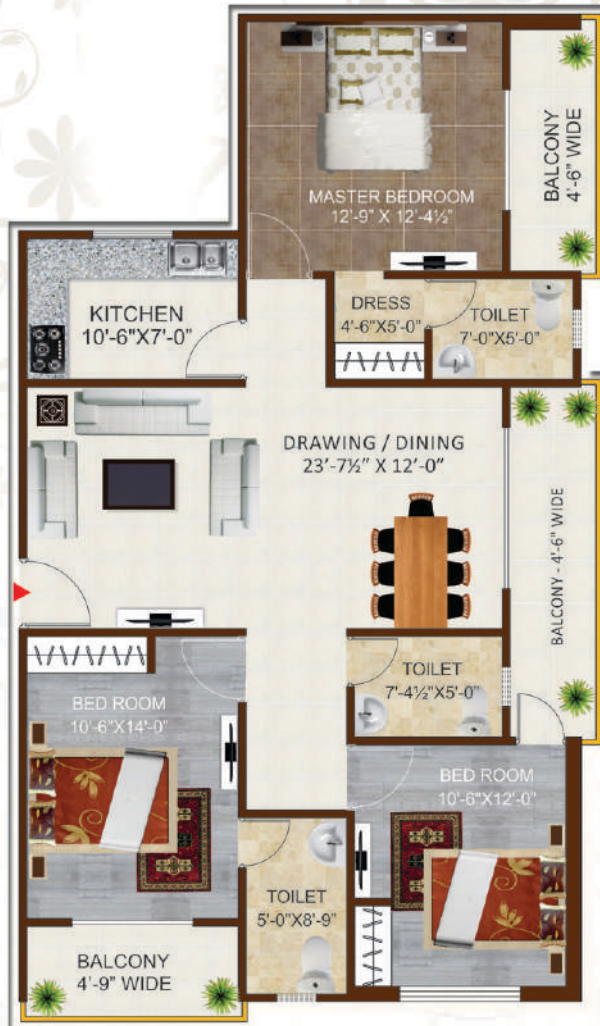 MASTER BEDROOM
12'-9" X 12'-4½"
BALCONY
4'-6" WIDE
KITCHEN
10'-6"X7'-0"
DRESS
4'-6"X5'-0"
TOILET
7'-0"X5'-0"
DRAWING / DINING
23'-7½" X 12'-0"
BALCONY - 4'-6" WIDE
TOILET
7'-4½"X5'-0"
BED ROOM
10'-6"X14'-0"
BED ROOM
10'-6"X12'-0"
TOILET
5'-0"X8'-9"
BALCONY
4'-9" WIDE